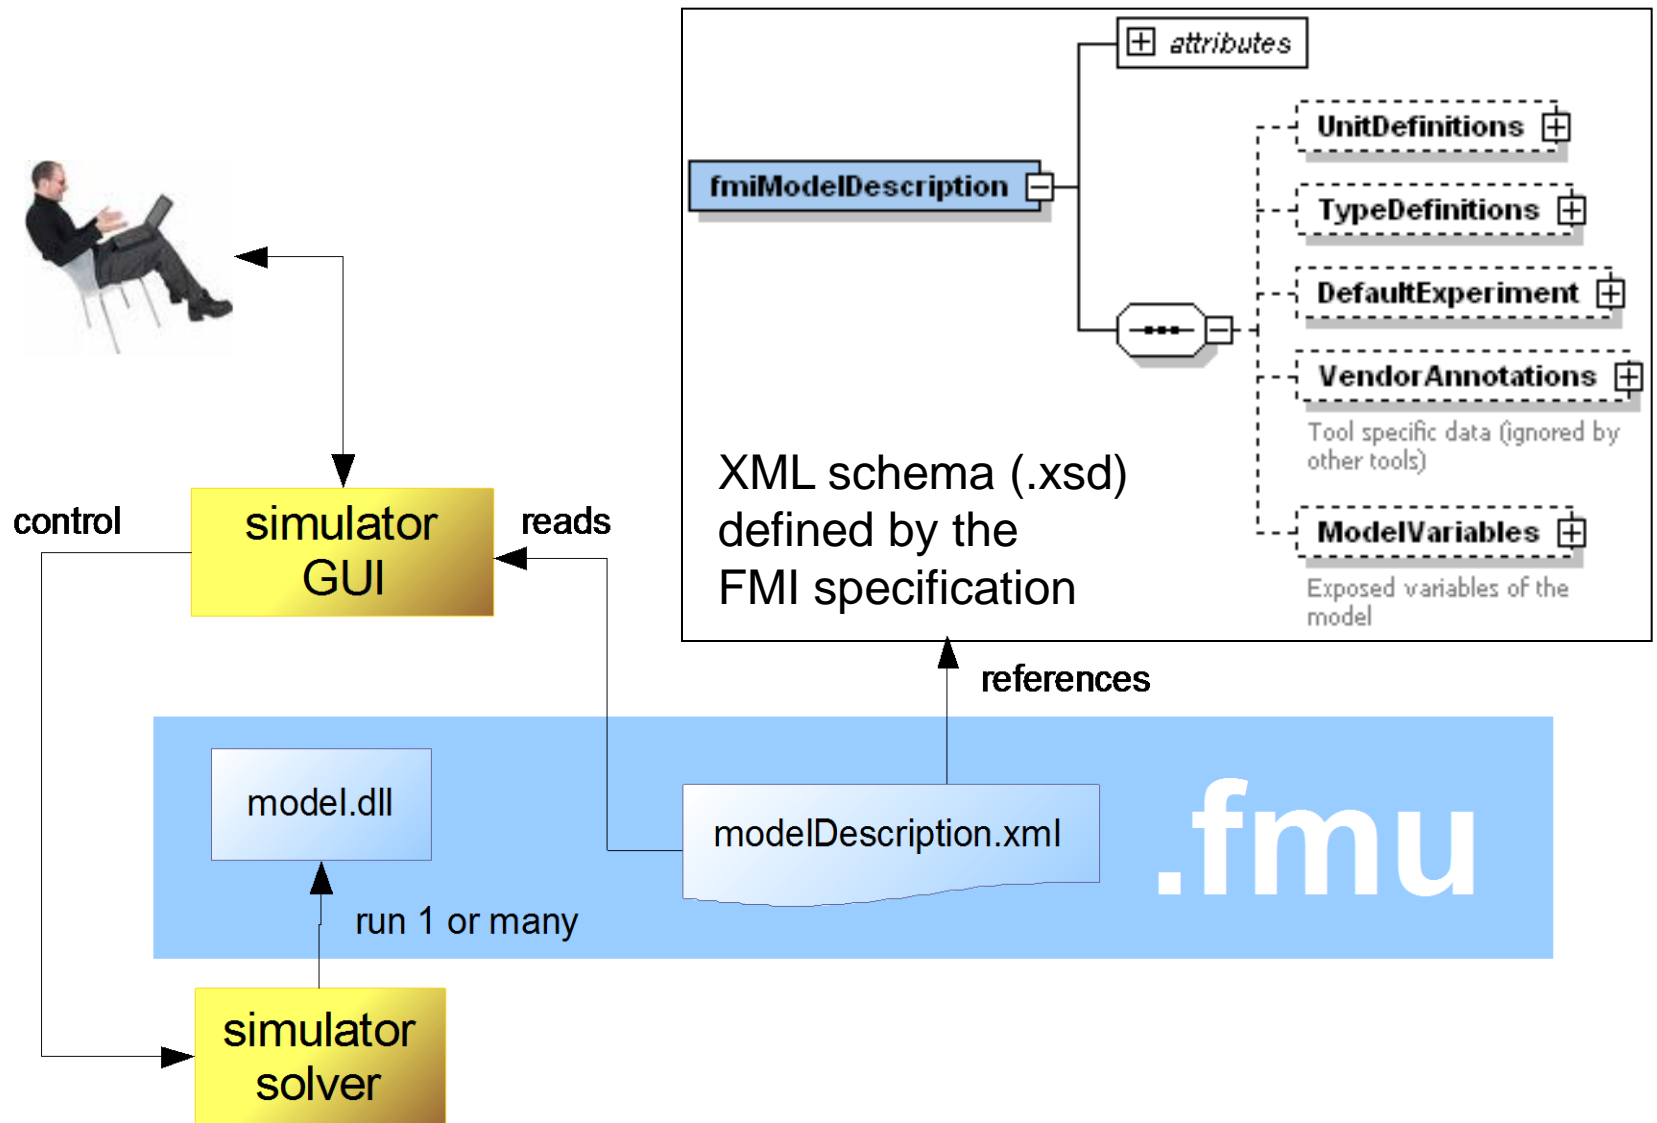 attributes
UnitDefinitions
fmiModelDescription
TypeDefinitions
DefaultExperiment
VendorAnnotations
Tool specific data (ignored by
other tools)
ModelVariables
Exposed variables of the
model
XML schema (.xsd)
defined by the
FMI specification
control
simulator
GUI
reads
references
model.dll
modelDescription.xml
.fmu
run 1 or many
simulator
solver